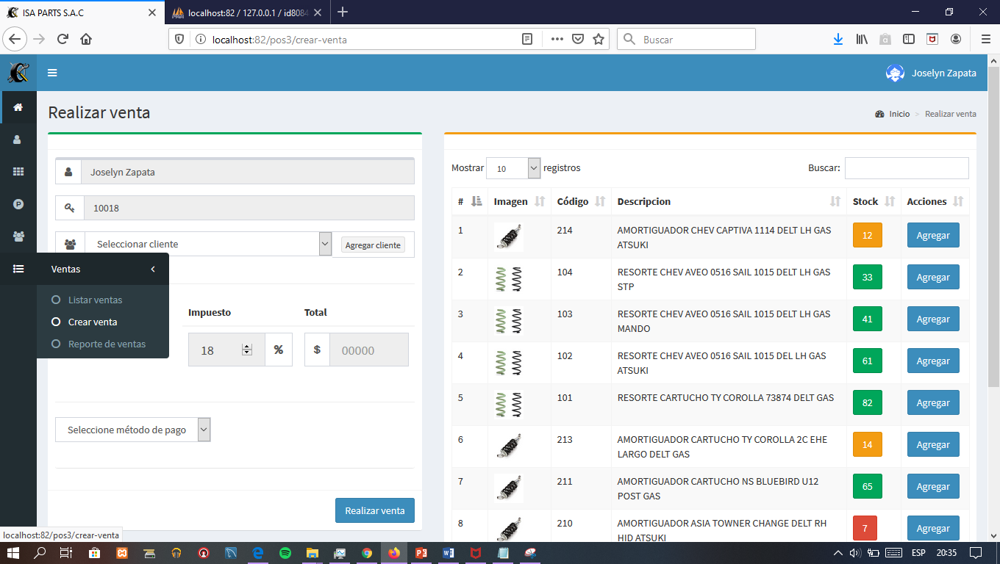 ISA PARTS S.A.C
localhost:82 / 127.0.0.1 / id8084
localhost:82/pos3/crear-venta
Buscar
Joselyn Zapata
Realizar venta
Inicio > Realizar venta
Joselyn Zapata
10018
Seleccionar cliente
Agregar cliente
Ventas
Listar ventas
Crear venta
Reporte de ventas
Impuesto Total
18 % $ 00000
Seleccione método de pago
Realizar venta
Mostrar 10 registros
Buscar:
# Imagen Código Descripcion Stock Acciones
1 214 AMORTIGUADOR CHEV CAPTIVA 1114 DELT LH GAS 12 Agregar
ATSUKI
2 104 RESORTE CHEV AVEO 0516 SAIL 1015 DELT LH GAS 33 Agregar
STP
3 103 RESORTE CHEV AVEO 0516 SAIL 1015 DELT LH GAS 41 Agregar
MANDO
4 102 RESORTE CHEV AVEO 0516 SAIL 1015 DEL LH GAS 61 Agregar
ATSUKI
5 101 RESORTE CARTUCHO TY COROLLA 73874 DELT GAS 82 Agregar
6 213 AMORTIGUADOR CARTUCHO TY COROLLA 2C EHE 14 Agregar
LARGO DELT GAS
7 211 AMORTIGUADOR CARTUCHO NS BLUEBIRD U12 65 Agregar
POST GAS
8 210 AMORTIGUADOR ASIA TOWNER CHANGE DELT RH 7 Agregar
HID ATSUKI
localhost:82/pos3/crear-venta
ESP 20:35